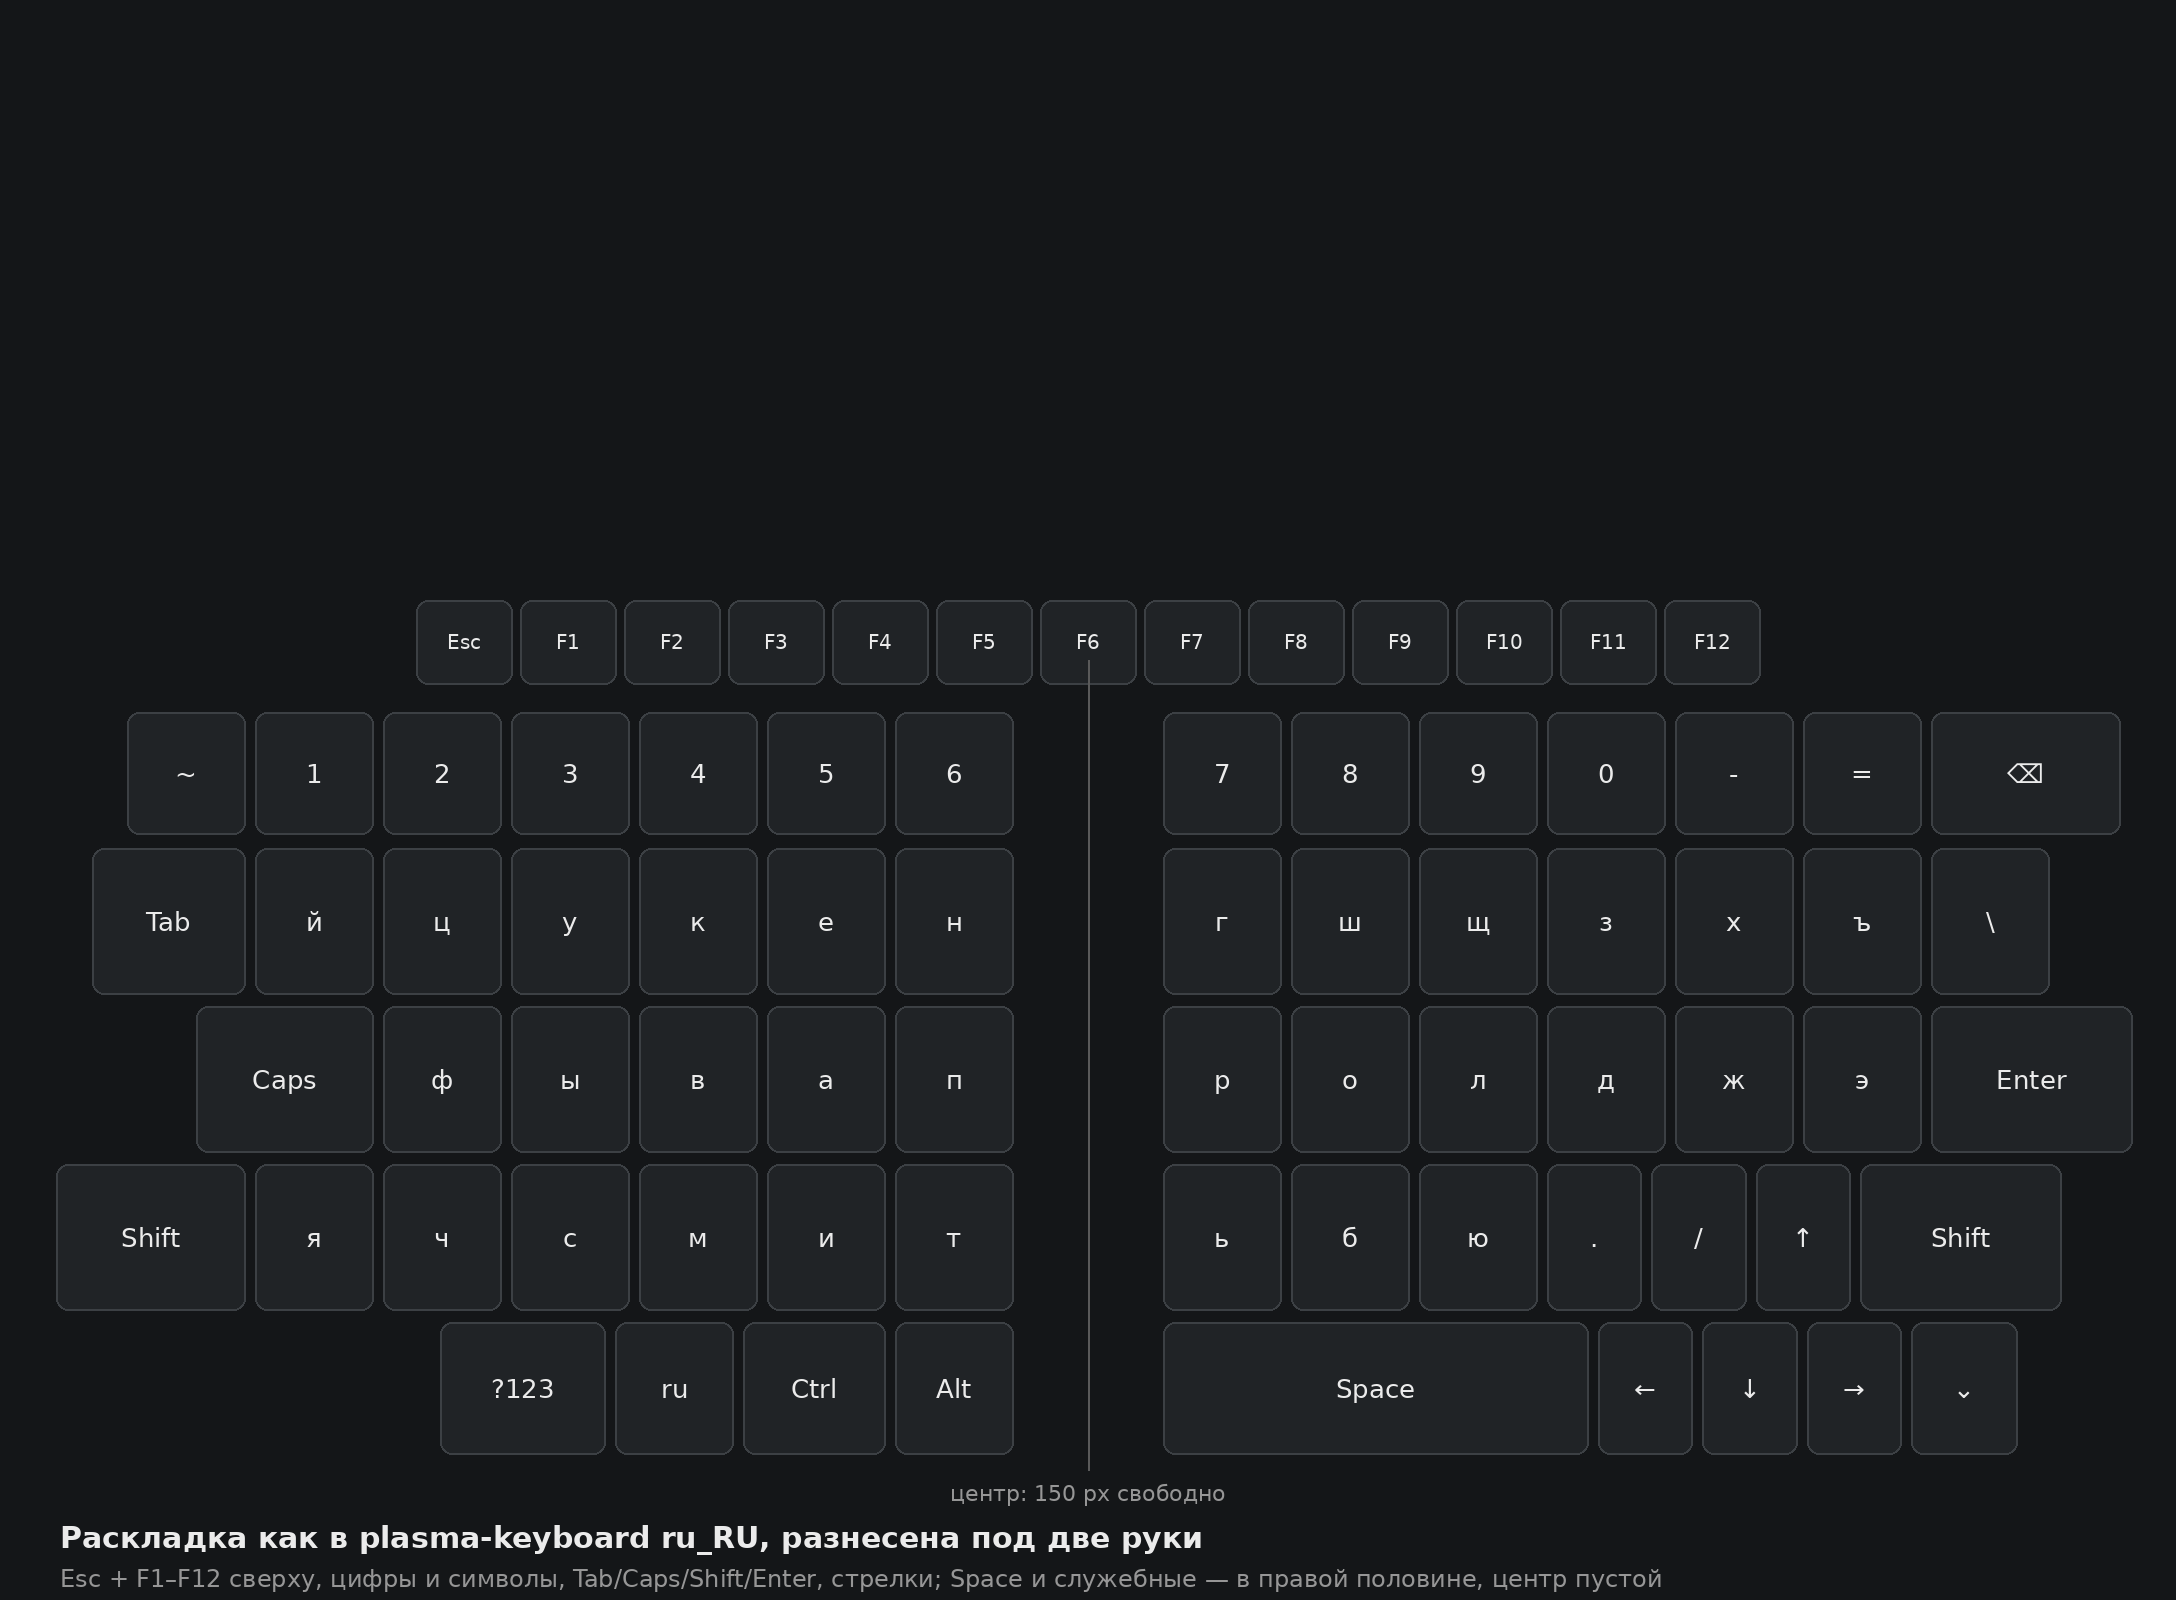 Esc F1 F2 F3 F4 F5 F6 F7 F8 F9 F10 F11 F12
~ 1 2 3 4 5 6 7 8 9 0 - = ⌫
Tab й ц у к е н г ш щ з х ъ \
Caps ф ы в а п р о л д ж э Enter
Shift я ч с м и т ь б ю . / ↑ Shift
?123 ru Ctrl Alt Space ← ↓ → ⌄
центр: 150 px свободно
Раскладка как в plasma-keyboard ru_RU, разнесена под две руки
Esc + F1–F12 сверху, цифры и символы, Tab/Caps/Shift/Enter, стрелки; Space и служебные — в правой половине, центр пустой